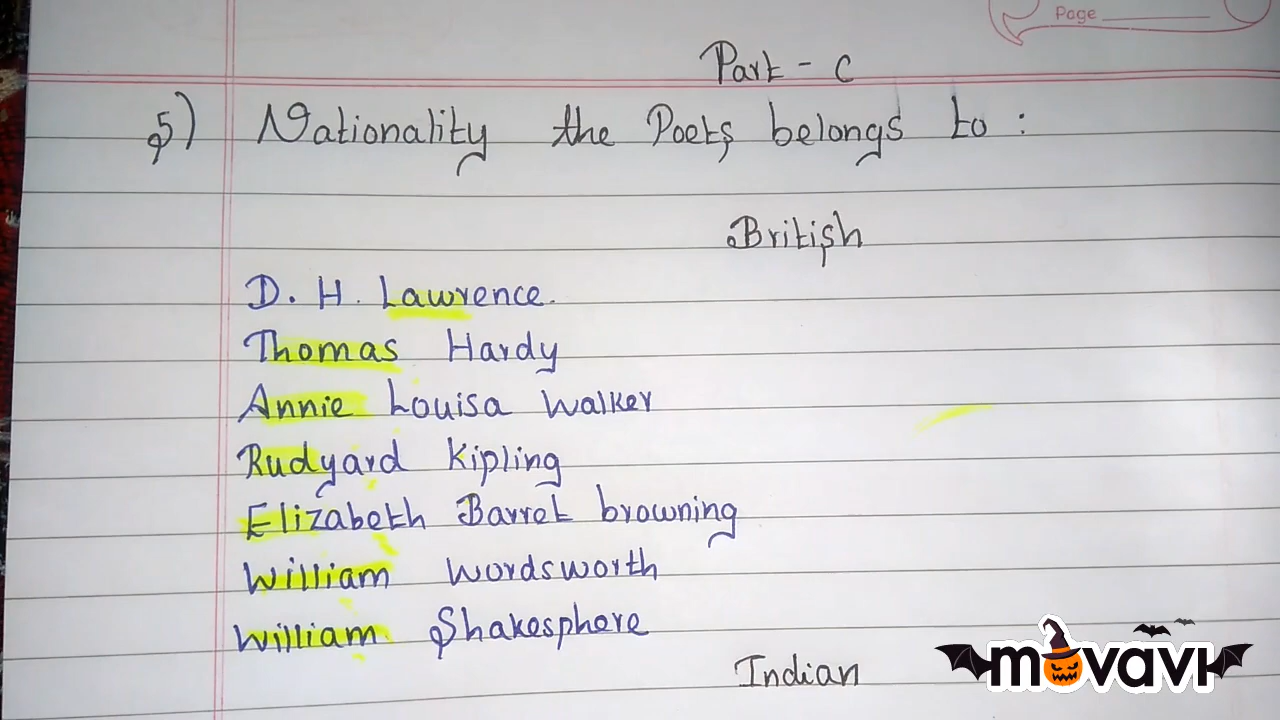 Page
Part - C
5) Nationality the Poets belongs to :
British
D. H. Lawrence.
Thomas Hardy
Annie Louisa Walker
Rudyard Kipling
Elizabeth Barret browning
William Wordsworth
William Shakesphere
Indian
movavi